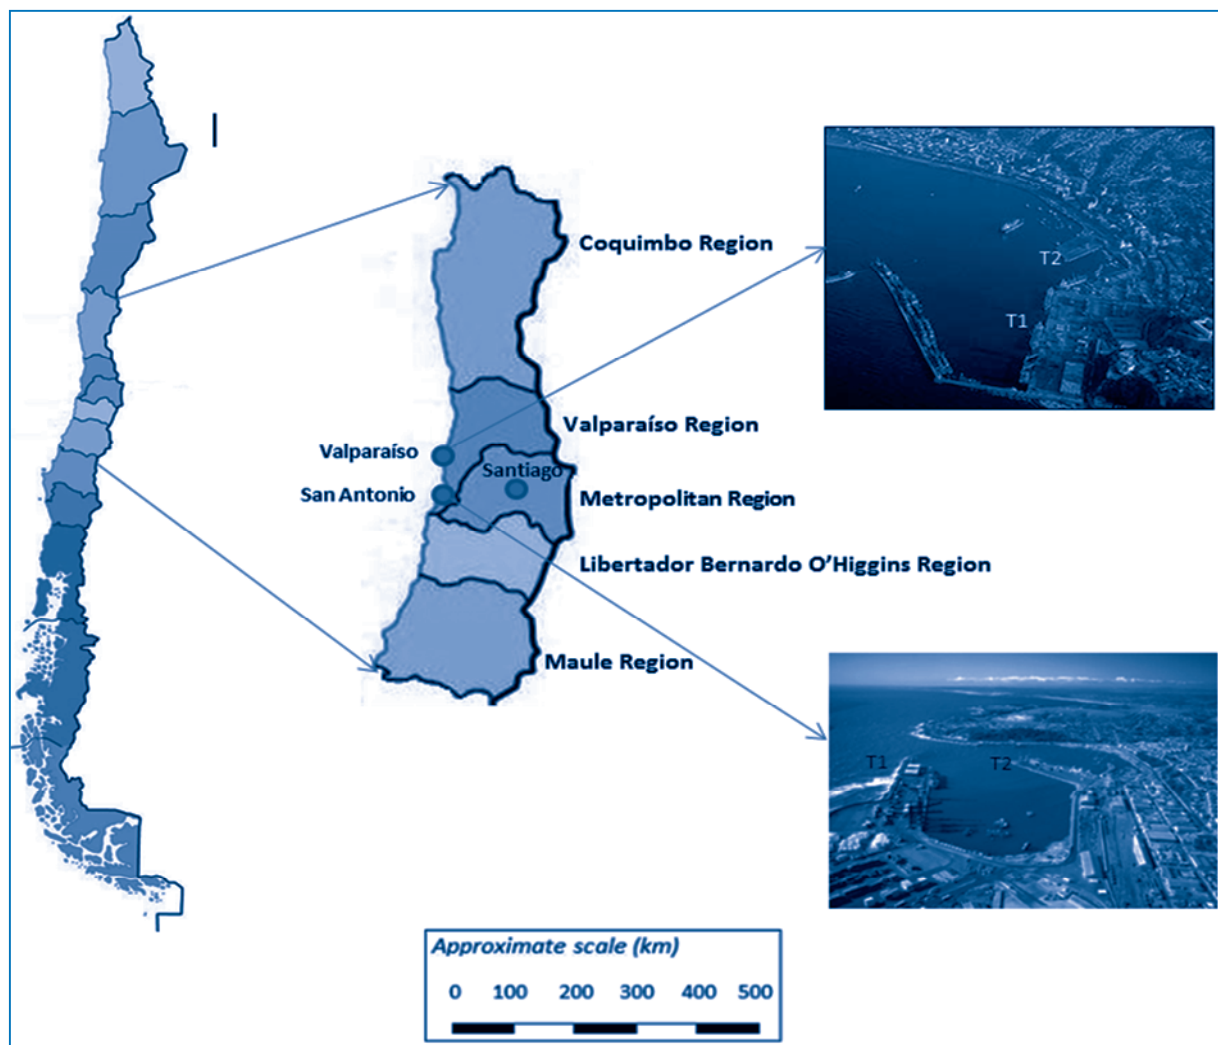 Coquimbo Region
T2
T1
Valparaíso Region
Valparaíso
Santiago
San Antonio
Metropolitan Region
Libertador Bernardo O’Higgins Region
Maule Region
T1
T2
Approximate scale (km)
0 100 200 300 400 500